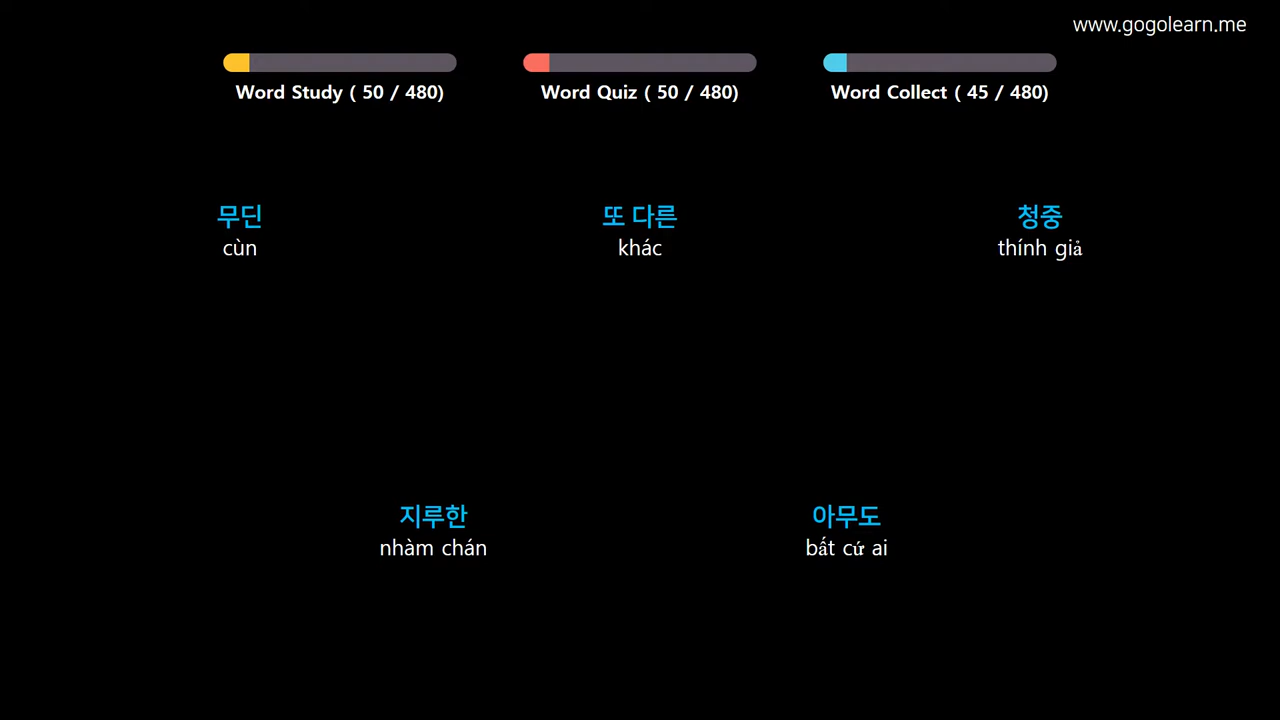 www.gogolearn.me
Word Study ( 50 / 480)
Word Quiz ( 50 / 480)
Word Collect ( 45 / 480)
무딘
cùn
또 다른
khác
청중
thính giả
지루한
nhàm chán
아무도
bất cứ ai